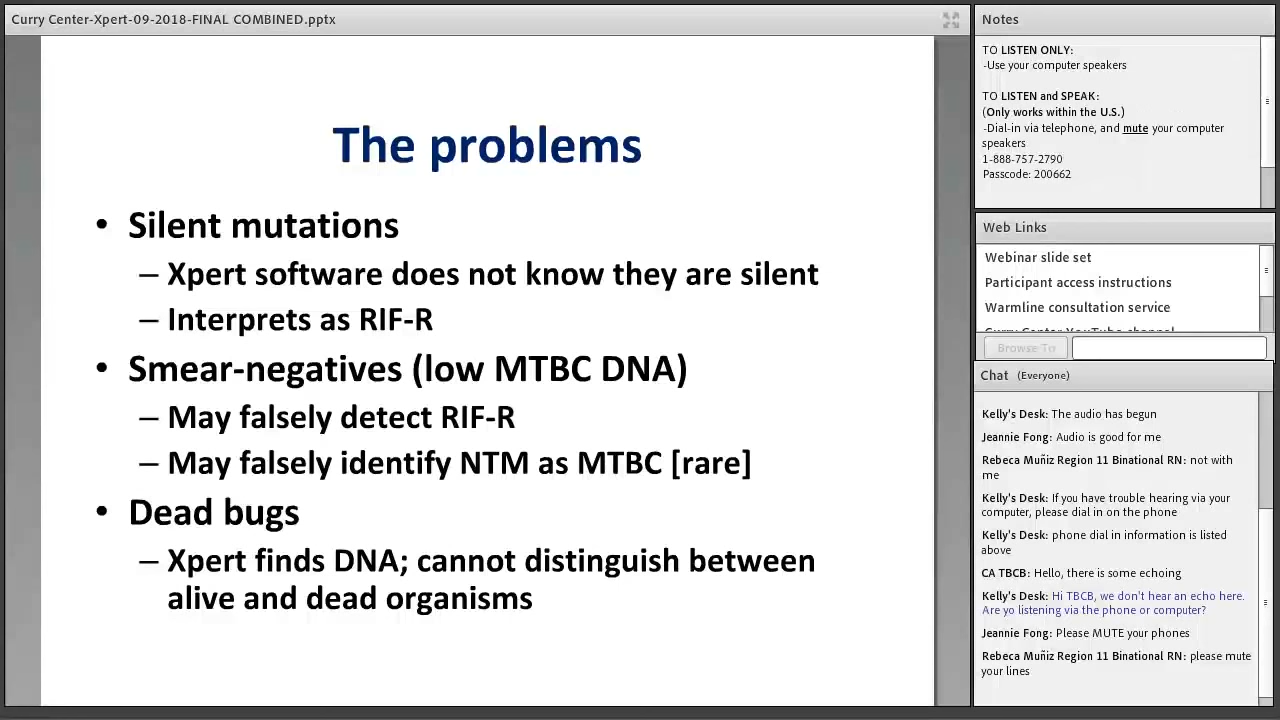 Curry Center-Xpert-09-2018-FINAL COMBINED.pptx
The problems
• Silent mutations
– Xpert software does not know they are silent
– Interprets as RIF-R
• Smear-negatives (low MTBC DNA)
– May falsely detect RIF-R
– May falsely identify NTM as MTBC [rare]
• Dead bugs
– Xpert finds DNA; cannot distinguish between
alive and dead organisms
Notes
TO LISTEN ONLY:
-Use your computer speakers
TO LISTEN and SPEAK:
(Only works within the U.S.)
-Dial-in via telephone, and mute your computer
speakers
1-888-757-2790
Passcode: 200662
Web Links
Webinar slide set
Participant access instructions
Warmline consultation service
Curry Center YouTube channel
Browse To
Chat (Everyone)
Kelly's Desk: The audio has begun
Jeannie Fong: Audio is good for me
Rebeca Muñiz Region 11 Binational RN: not with
me
Kelly's Desk: If you have trouble hearing via your
computer, please dial in on the phone
Kelly's Desk: phone dial in information is listed
above
CA TBCB: Hello, there is some echoing
Kelly's Desk: Hi TBCB, we don't hear an echo here.
Are yo listening via the phone or computer?
Jeannie Fong: Please MUTE your phones
Rebeca Muñiz Region 11 Binational RN: please mute
your lines